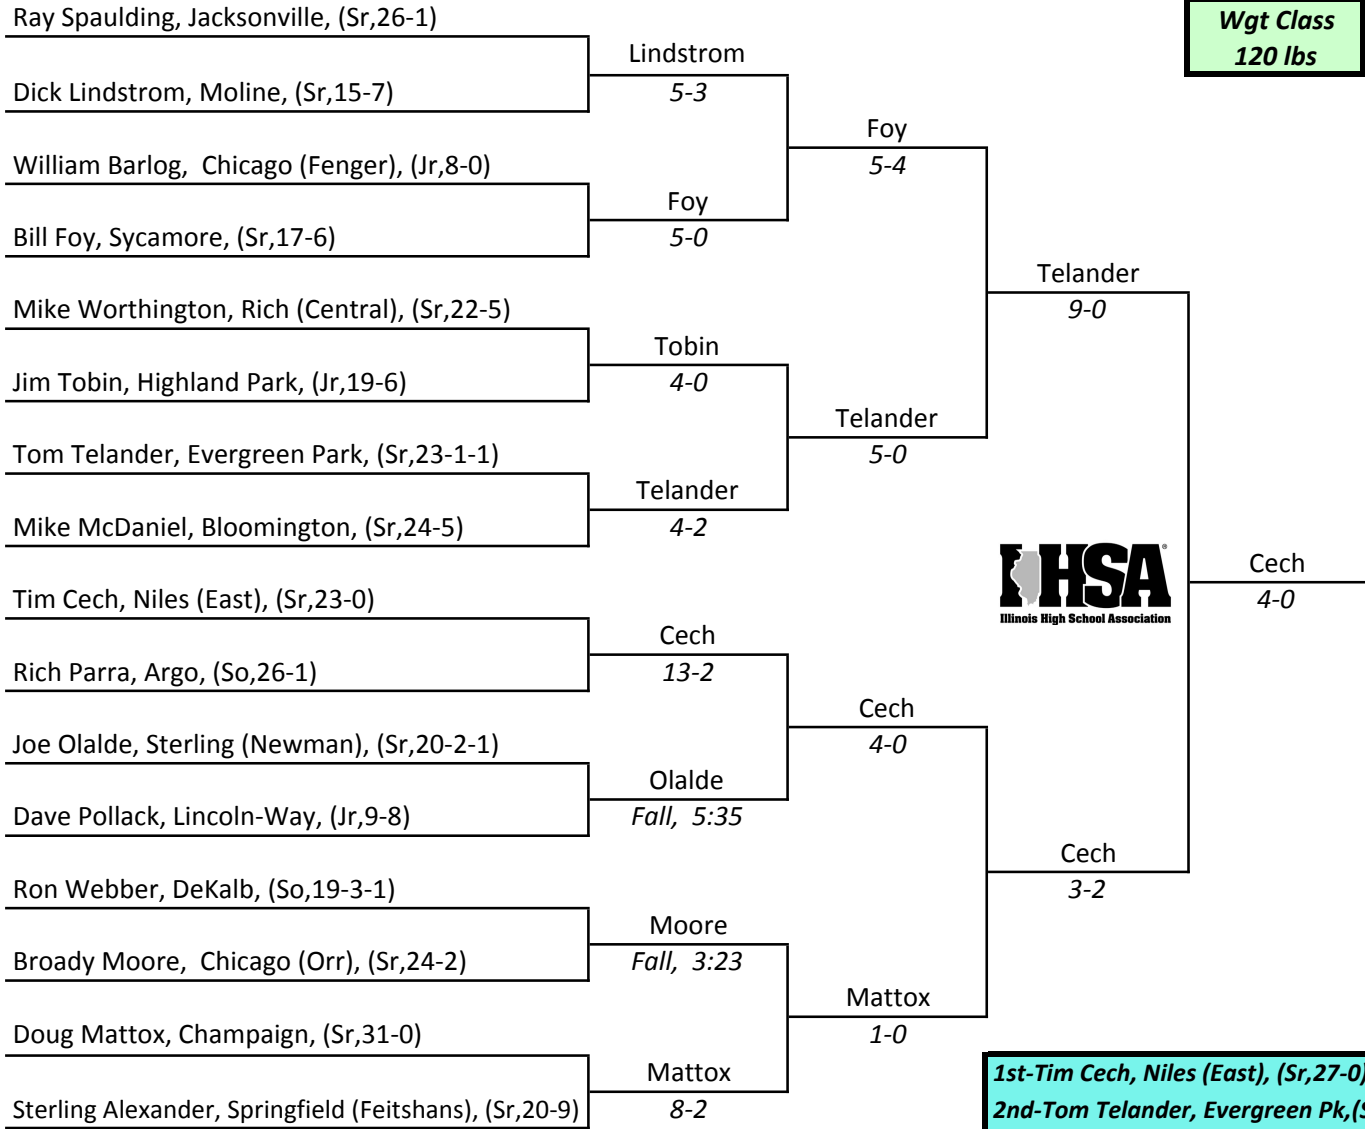 Ray Spaulding, Jacksonville, (Sr,26-1)
Wgt Class
120 lbs
Lindstrom
5-3
Dick Lindstrom, Moline, (Sr,15-7)
Foy
5-4
William Barlog,  Chicago (Fenger), (Jr,8-0)
Foy
5-0
Bill Foy, Sycamore, (Sr,17-6)
Telander
9-0
Mike Worthington, Rich (Central), (Sr,22-5)
Tobin
4-0
Jim Tobin, Highland Park, (Jr,19-6)
Telander
5-0
Tom Telander, Evergreen Park, (Sr,23-1-1)
Telander
4-2
Mike McDaniel, Bloomington, (Sr,24-5)
IHSA®
Illinois High School Association
Cech
4-0
Tim Cech, Niles (East), (Sr,23-0)
Cech
13-2
Rich Parra, Argo, (So,26-1)
Cech
4-0
Joe Olalde, Sterling (Newman), (Sr,20-2-1)
Olalde
Fall,  5:35
Dave Pollack, Lincoln-Way, (Jr,9-8)
Cech
3-2
Ron Webber, DeKalb, (So,19-3-1)
Moore
Fall,  3:23
Broady Moore,  Chicago (Orr), (Sr,24-2)
Mattox
1-0
Doug Mattox, Champaign, (Sr,31-0)
Mattox
8-2
Sterling Alexander, Springfield (Feitshans), (Sr,20-9)
1st-Tim Cech, Niles (East), (Sr,27-0)
2nd-Tom Telander, Evergreen Pk,(S